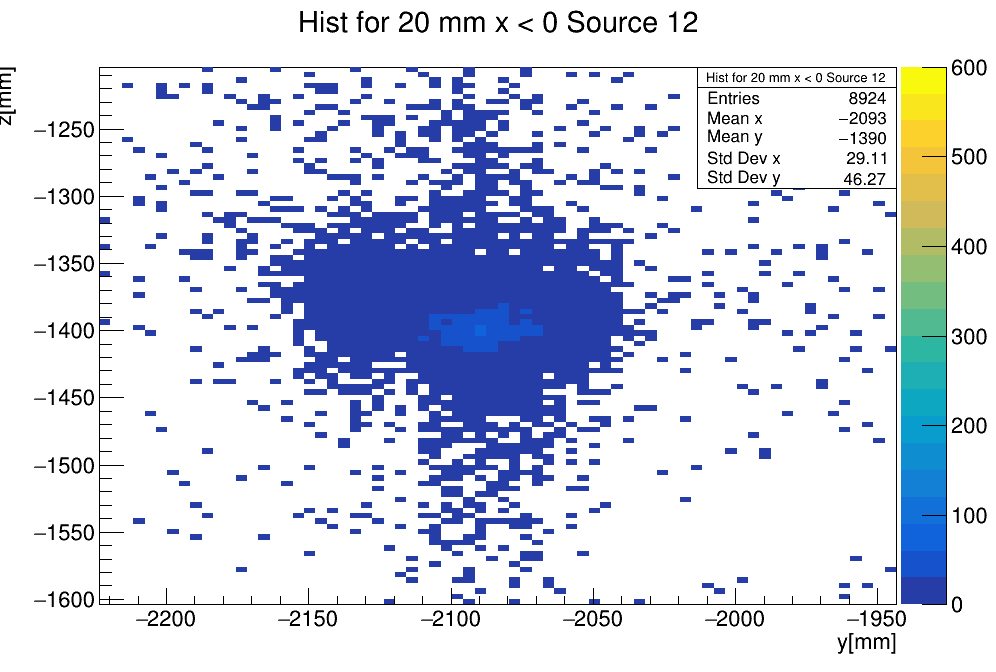 Hist for 20 mm x < 0 Source 12
z[mm]
Hist for 20 mm x < 0 Source 12
Entries 8924
Mean x −2093
Mean y −1390
Std Dev x 29.11
Std Dev y 46.27
−1250
−1300
−1350
−1400
−1450
−1500
−1550
−1600
−2200 −2150 −2100 −2050 −2000 −1950
y[mm]
600
500
400
300
200
100
0